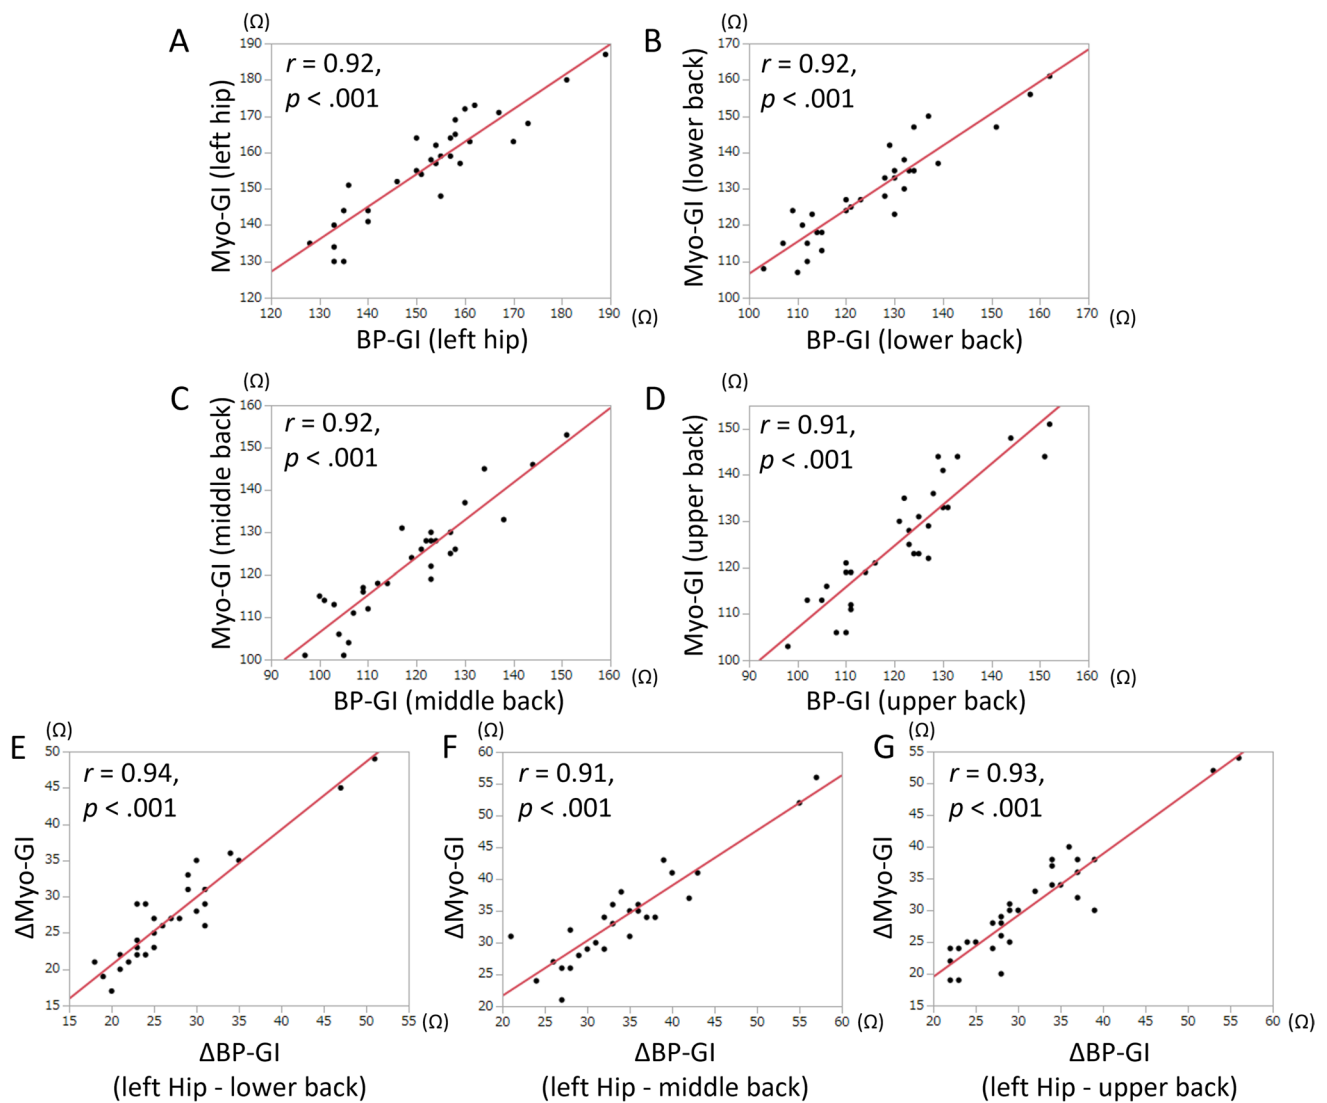 A
(Ω)
r = 0.92,
p < .001
Myo-GI (left hip)
190
180
170
160
150
140
130
120
120 130 140 150 160 170 180 190 (Ω)
BP-GI (left hip)
B
(Ω)
r = 0.92,
p < .001
Myo-GI (lower back)
170
160
150
140
130
120
110
100
100 110 120 130 140 150 160 170 (Ω)
BP-GI (lower back)
C
(Ω)
r = 0.92,
p < .001
Myo-GI (middle back)
160
150
140
130
120
110
100
90 100 110 120 130 140 150 160 (Ω)
BP-GI (middle back)
D
(Ω)
r = 0.91,
p < .001
Myo-GI (upper back)
150
140
130
120
110
100
90 100 110 120 130 140 150 160 (Ω)
BP-GI (upper back)
E
(Ω)
r = 0.94,
p < .001
ΔMyo-GI
50
45
40
35
30
25
20
15
15 20 25 30 35 40 45 50 55 (Ω)
ΔBP-GI
(left Hip - lower back)
F
(Ω)
r = 0.91,
p < .001
ΔMyo-GI
60
55
50
45
40
35
30
25
20
20 25 30 35 40 45 50 55 60 (Ω)
ΔBP-GI
(left Hip - middle back)
G
(Ω)
r = 0.93,
p < .001
ΔMyo-GI
55
50
45
40
35
30
25
20
15
20 25 30 35 40 45 50 55 60 (Ω)
ΔBP-GI
(left Hip - upper back)